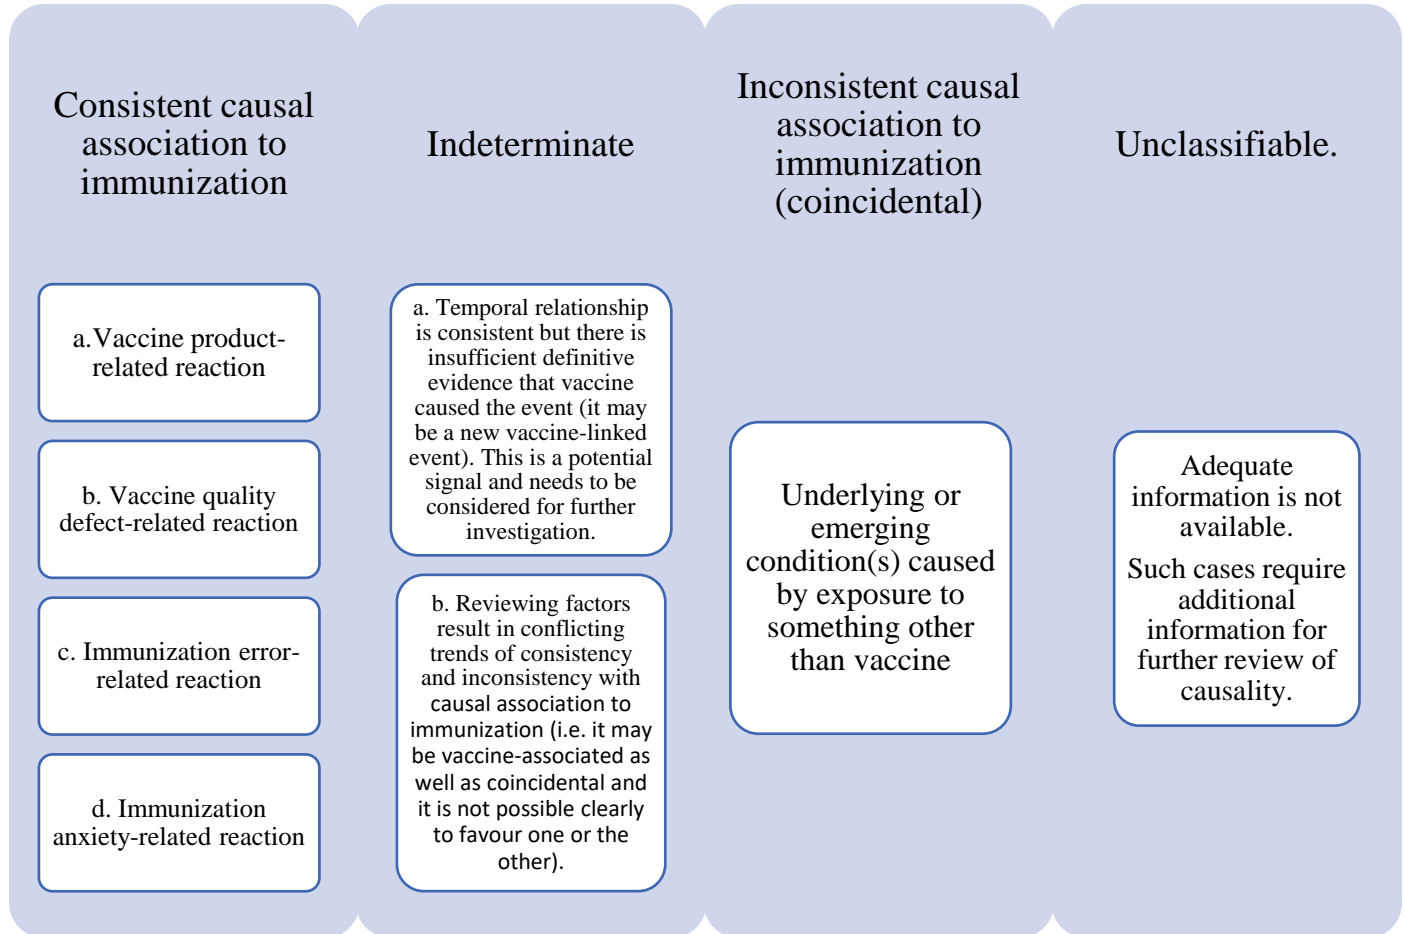 Consistent causal
association to
immunization
a.Vaccine product-
related reaction
b. Vaccine quality
defect-related reaction
c. Immunization error-
related reaction
d. Immunization
anxiety-related reaction
Indeterminate
a. Temporal relationship
is consistent but there is
insufficient definitive
evidence that vaccine
caused the event (it may
be a new vaccine-linked
event). This is a potential
signal and needs to be
considered for further
investigation.
b. Reviewing factors
result in conflicting
trends of consistency
and inconsistency with
causal association to
immunization (i.e. it may
be vaccine-associated as
well as coincidental and
it is not possible clearly
to favour one or the
other).
Inconsistent causal
association to
immunization
(coincidental)
Underlying or
emerging
condition(s) caused
by exposure to
something other
than vaccine
Unclassifiable.
Adequate
information is not
available.
Such cases require
additional
information for
further review of
causality.